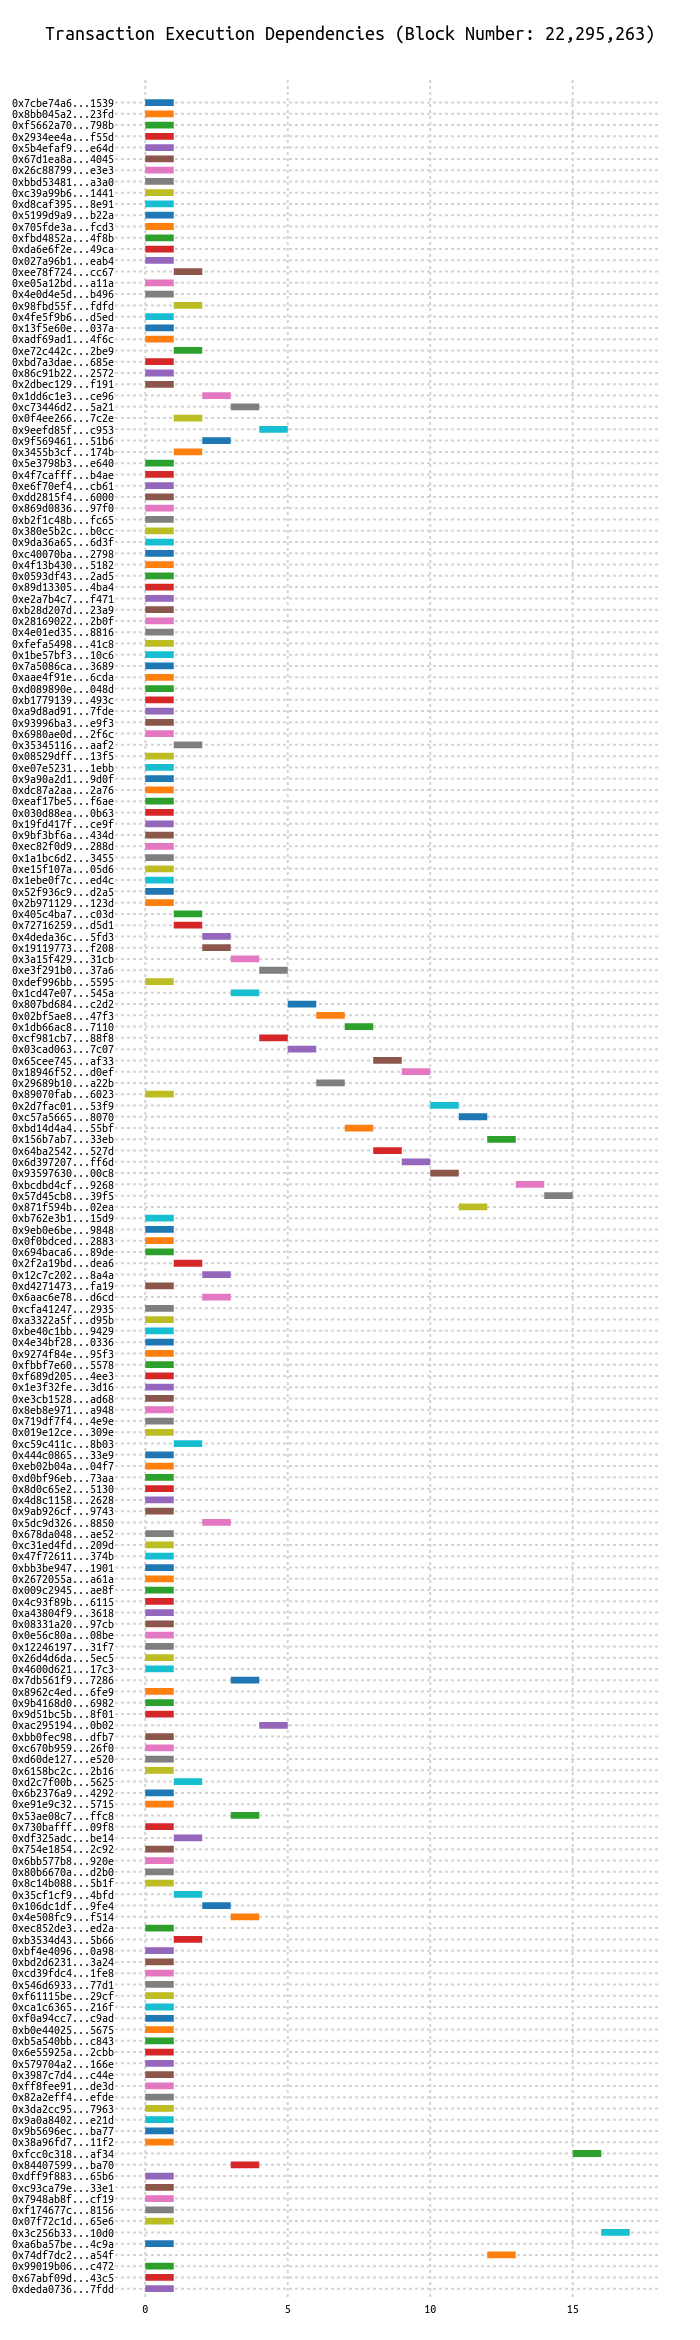 Transaction Execution Dependencies (Block Number: 22,295,263)
0x7cbe74a6...1539
0x8bb045a2...23fd
0xf5662a70...798b
0x2934ee4a...f55d
0x5b4efaf9...e64d
0x67d1ea8a...4045
0x26c88799...e3e3
0xbbd53481...a3a0
0xc39a99b6...1441
0xd8caf395...8e91
0x5199d9a9...b22a
0x705fde3a...fcd3
0xfbd4852a...4f8b
0xda6e6f2e...49ca
0x027a96b1...eab4
0xee78f724...cc67
0xe05a12bd...a11a
0x4e0d4e5d...b496
0x98fbd55f...fdfd
0x4fe5f9b6...d5ed
0x13f5e60e...037a
0xadf69ad1...4f6c
0xe72c442c...2be9
0xbd7a3dae...685e
0x86c91b22...2572
0x2dbec129...f191
0x1dd6c1e3...ce96
0xc73446d2...5a21
0x0f4ee266...7c2e
0x9eefd85f...c953
0x9f569461...51b6
0x3455b3cf...174b
0x5e3798b3...e640
0x4f7cafff...b4ae
0xe6f70ef4...cb61
0xdd2815f4...6000
0x869d0836...97f0
0xb2f1c48b...fc65
0x380e5b2c...b0cc
0x9da36a65...6d3f
0xc40070ba...2798
0x4f13b430...5182
0x0593df43...2ad5
0x89d13305...4ba4
0xe2a7b4c7...f471
0xb28d207d...23a9
0x28169022...2b0f
0x4e01ed35...8816
0xfefa5498...41c8
0x1be57bf3...10c6
0x7a5086ca...3689
0xaae4f91e...6cda
0xd089890e...048d
0xb1779139...493c
0xa9d8ad91...7fde
0x93996ba3...e9f3
0x6980ae0d...2f6c
0x35345116...aaf2
0x08529dff...13f5
0xe07e5231...1ebb
0x9a90a2d1...9d0f
0xdc87a2aa...2a76
0xeaf17be5...f6ae
0x030d88ea...0b63
0x19fd417f...ce9f
0x9bf3bf6a...434d
0xec82f0d9...288d
0x1a1bc6d2...3455
0xe15f107a...05d6
0x1ebe0f7c...ed4c
0x52f936c9...d2a5
0x2b971129...123d
0x405c4ba7...c03d
0x72716259...d5d1
0x4deda36c...5fd3
0x19119773...f208
0x3a15f429...31cb
0xe3f291b0...37a6
0xdef996bb...5595
0x1cd47e07...545a
0x807bd684...c2d2
0x02bf5ae8...47f3
0x1db66ac8...7110
0xcf981cb7...88f8
0x03cad063...7c07
0x65cee745...af33
0x18946f52...d0ef
0x29689b10...a22b
0x89070fab...6023
0x2d7fac01...53f9
0xc57a5665...8070
0xbd14d4a4...55bf
0x156b7ab7...33eb
0x64ba2542...527d
0x6d397207...ff6d
0x93597630...00c8
0xbcdbd4cf...9268
0x57d45cb8...39f5
0x871f594b...02ea
0xb762e3b1...15d9
0x9eb0e6be...9848
0x0f0bdced...2883
0x694baca6...89de
0x2f2a19bd...dea6
0x12c7c202...8a4a
0xd4271473...fa19
0x6aac6e78...d6cd
0xcfa41247...2935
0xa3322a5f...d95b
0xbe40c1bb...9429
0x4e34bf28...0336
0x9274f84e...95f3
0xfbbf7e60...5578
0xf689d205...4ee3
0x1e3f32fe...3d16
0xe3cb1528...ad68
0x8eb8e971...a948
0x719df7f4...4e9e
0x019e12ce...309e
0xc59c411c...8b03
0x444c0865...33e9
0xeb02b04a...04f7
0xd0bf96eb...73aa
0x8d0c65e2...5130
0x4d8c1158...2628
0x9ab926cf...9743
0x5dc9d326...8850
0x678da048...ae52
0xc31ed4fd...209d
0x47f72611...374b
0xbb3be947...1901
0x2672055a...a61a
0x009c2945...ae8f
0x4c93f89b...6115
0xa43804f9...3618
0x08331a20...97cb
0x0e56c80a...08be
0x12246197...31f7
0x26d4d6da...5ec5
0x4600d621...17c3
0x7db561f9...7286
0x8962c4ed...6fe9
0x9b4168d0...6982
0x9d51bc5b...8f01
0xac295194...0b02
0xbb0fec98...dfb7
0xc670b959...26f0
0xd60de127...e520
0x6158bc2c...2b16
0xd2c7f00b...5625
0x6b2376a9...4292
0xe91e9c32...5715
0x53ae08c7...ffc8
0x730bafff...09f8
0xdf325adc...be14
0x754e1854...2c92
0x6bb577b8...920e
0x80b6670a...d2b0
0x8c14b088...5b1f
0x35cf1cf9...4bfd
0x106dc1df...9fe4
0x4e508fc9...f514
0xec852de3...ed2a
0xb3534d43...5b66
0xbf4e4096...0a98
0xbd2d6231...3a24
0xcd39fdc4...1fe8
0x546d6933...77d1
0xf61115be...29cf
0xca1c6365...216f
0xf0a94cc7...c9ad
0xb0e44025...5675
0xb5a540bb...c843
0x6e55925a...2cbb
0x579704a2...166e
0x3987c7d4...c44e
0xff8fee91...de3d
0x82a2eff4...efde
0x3da2cc95...7963
0x9a0a8402...e21d
0x9b5696ec...ba77
0x38a96fd7...11f2
0xfcc0c318...af34
0x84407599...ba70
0xdff9f883...65b6
0xc93ca79e...33e1
0x7948ab8f...cf19
0xf174677c...8156
0x07f72c1d...65e6
0x3c256b33...10d0
0xa6ba57be...4c9a
0x74df7dc2...a54f
0x99019b06...c472
0x67abf09d...43c5
0xdeda0736...7fdd
0 5 10 15